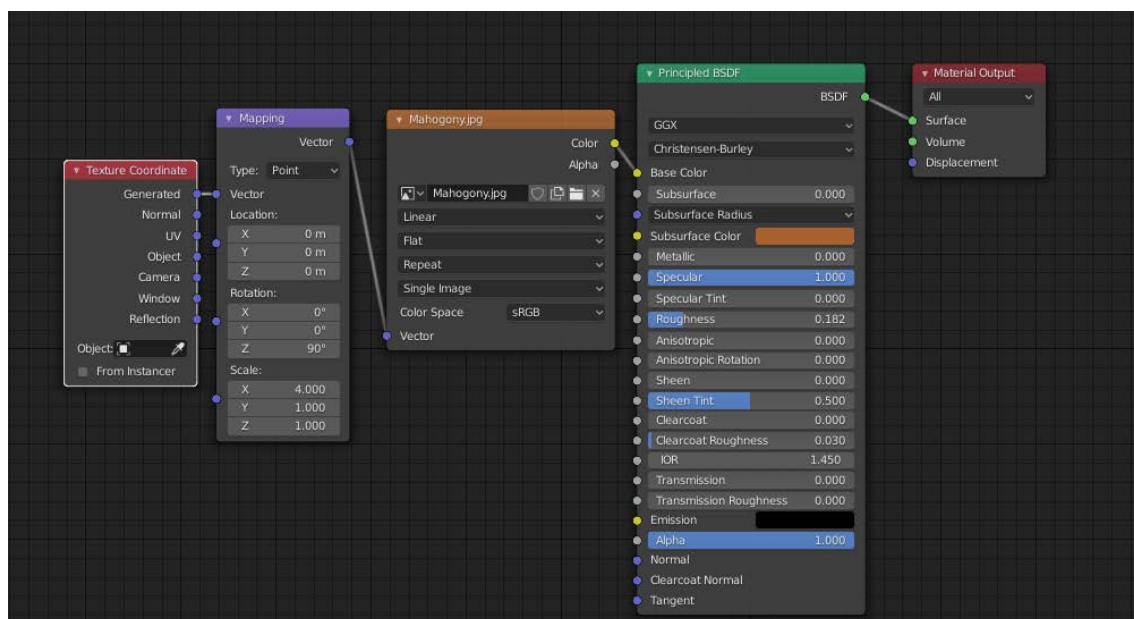 Texture Coordinate
Generated
Normal
UV
Object
Camera
Window
Reflection
Object:
From Instancer
Mapping
Vector
Type: Point
Vector
Location:
X 0 m
Y 0 m
Z 0 m
Rotation:
X 0°
Y 0°
Z 90°
Scale:
X 4.000
Y 1.000
Z 1.000
Mahogony.jpg
Color
Alpha
Mahogony.jpg
Linear
Flat
Repeat
Single Image
Color Space sRGB
Vector
Principled BSDF
BSDF
GGX
Christensen-Burley
Base Color
Subsurface 0.000
Subsurface Radius
Subsurface Color
Metallic 0.000
Specular 1.000
Specular Tint 0.000
Roughness 0.182
Anisotropic 0.000
Anisotropic Rotation 0.000
Sheen 0.000
Sheen Tint 0.500
Clearcoat 0.000
Clearcoat Roughness 0.030
IOR 1.450
Transmission 0.000
Transmission Roughness 0.000
Emission
Alpha 1.000
Normal
Clearcoat Normal
Tangent
Material Output
All
Surface
Volume
Displacement